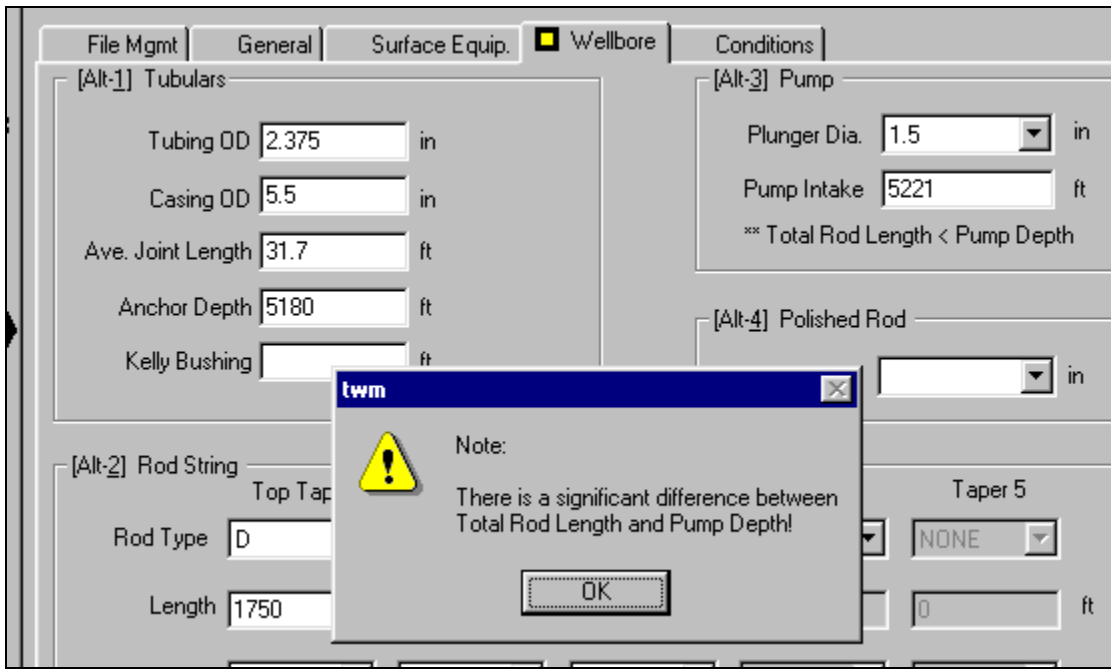 File Mgmt General Surface Equip. Wellbore Conditions
[Alt-1] Tubulars
Tubing OD 2.375 in
Casing OD 5.5 in
Ave. Joint Length 31.7 ft
Anchor Depth 5180 ft
Kelly Bushing ft
[Alt-3] Pump
Plunger Dia. 1.5 in
Pump Intake 5221 ft
** Total Rod Length < Pump Depth
[Alt-4] Polished Rod
in
twm
Note:
There is a significant difference between
Total Rod Length and Pump Depth!
OK
[Alt-2] Rod String
Top Tap Taper 5
Rod Type D NONE
Length 1750 0 ft